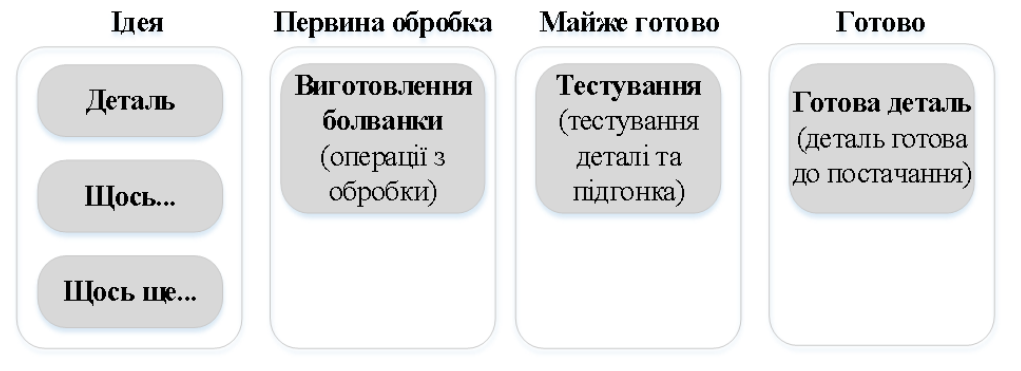 Ідея
Первина обробка
Майже готово
Готово
Деталь
Щось...
Щось ще...
Виготовлення
болванки
(операції з
обробки)
Тестування
(тестування
деталі та
підгонка)
Готова деталь
(деталь готова
до постачання)